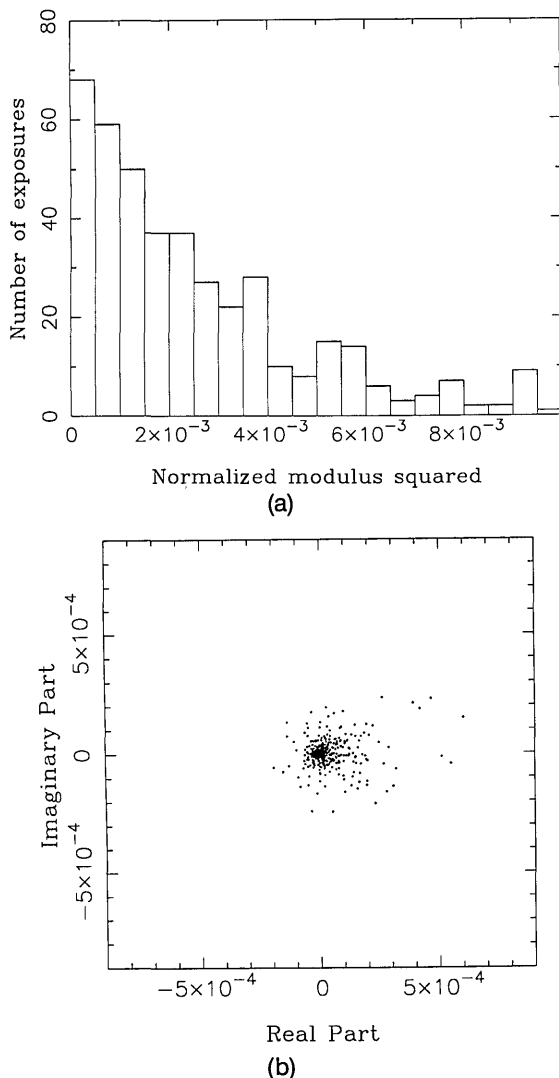 80
60
40
20
0
Number of exposures
0 2×10⁻³ 4×10⁻³ 6×10⁻³ 8×10⁻³
Normalized modulus squared
(a)
5×10⁻⁴
0
−5×10⁻⁴
Imaginary Part
−5×10⁻⁴ 0 5×10⁻⁴
Real Part
(b)